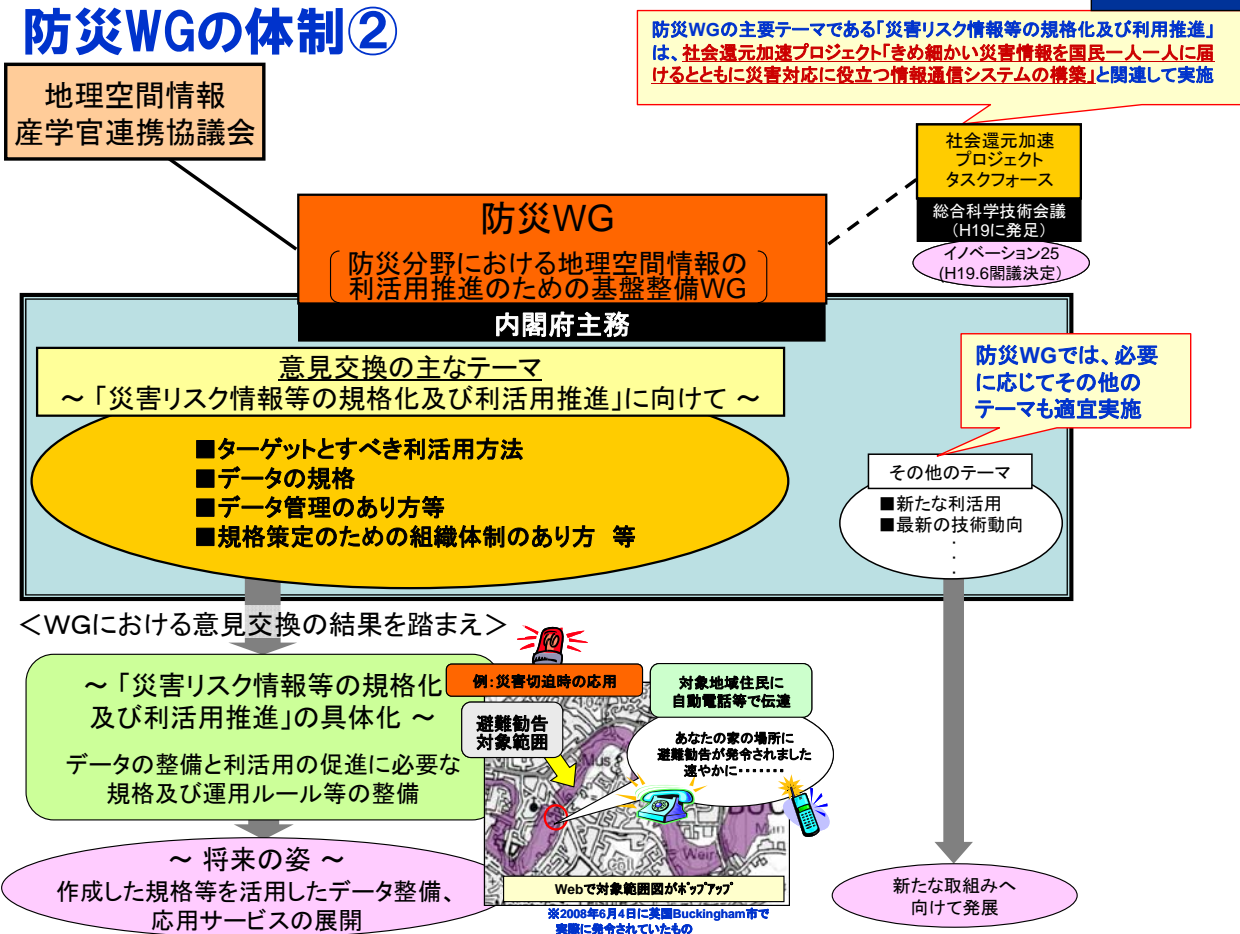 防災WGの体制②
防災WGの主要テーマである「災害リスク情報等の規格化及び利用推進」
は、社会還元加速プロジェクト「きめ細かい災害情報を国民一人一人に届
けるとともに災害対応に役立つ情報通信システムの構築」と関連して実施
地理空間情報
産学官連携協議会
社会還元加速
プロジェクト
タスクフォース
総合科学技術会議
(H19に発足)
イノベーション25
(H19.6閣議決定)
防災WG
防災分野における地理空間情報の
利活用推進のための基盤整備WG
内閣府主務
意見交換の主なテーマ
~「災害リスク情報等の規格化及び利活用推進」に向けて~
■ターゲットとすべき利活用方法
■データの規格
■データ管理のあり方等
■規格策定のための組織体制のあり方 等
防災WGでは、必要
に応じてその他の
テーマも適宜実施
その他のテーマ
■新たな利活用
■最新の技術動向
・
・
・
<WGにおける意見交換の結果を踏まえ>
~「災害リスク情報等の規格化
及び利活用推進」の具体化~
データの整備と利活用の促進に必要な
規格及び運用ルール等の整備
例:災害切迫時の応用
避難勧告
対象範囲
対象地域住民に
自動電話等で伝達
あなたの家の場所に
避難勧告が発令されました
速やかに・・・・・・・
Mus
Weir
Man
coll
Webで対象範囲図がポップアップ
※2008年6月4日に英国Buckingham市で
実際に発令されていたもの
~将来の姿~
作成した規格等を活用したデータ整備、
応用サービスの展開
新たな取組みへ
向けて発展